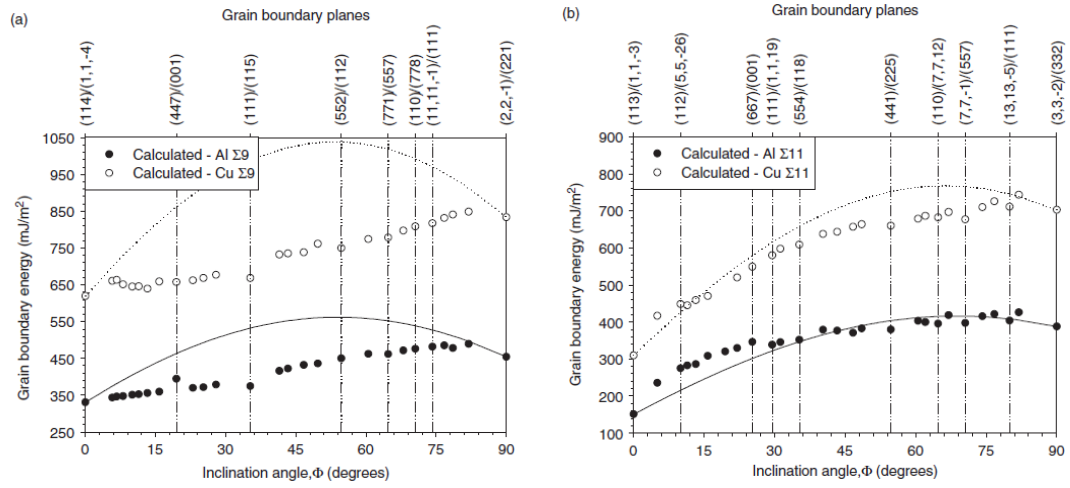 (a)
Grain boundary planes
(114)/(1,1,-4)
(447)/(001)
(111)/(115)
(552)/(112)
(771)/(557)
(110)/(778)
(11,11,-1)/(111)
(2,2,-1)/(221)
Grain boundary energy (mJ/m²)
1050
950
850
750
650
550
450
350
250
Calculated - Al Σ9
Calculated - Cu Σ9
0 15 30 45 60 75 90
Inclination angle,Φ (degrees)
(b)
Grain boundary planes
(113)/(1,1,-3)
(112)/(5,5,-26)
(667)/(001)
(111)/(1,1,19)
(554)/(118)
(441)/(225)
(110)/(7,7,12)
(7,7,-1)/(557)
(13,13,-5)/(111)
(3,3,-2)/(332)
Grain boundary energy (mJ/m²)
900
800
700
600
500
400
300
200
100
Calculated - Al Σ11
Calculated - Cu Σ11
0 15 30 45 60 75 90
Inclination angle,Φ (degrees)